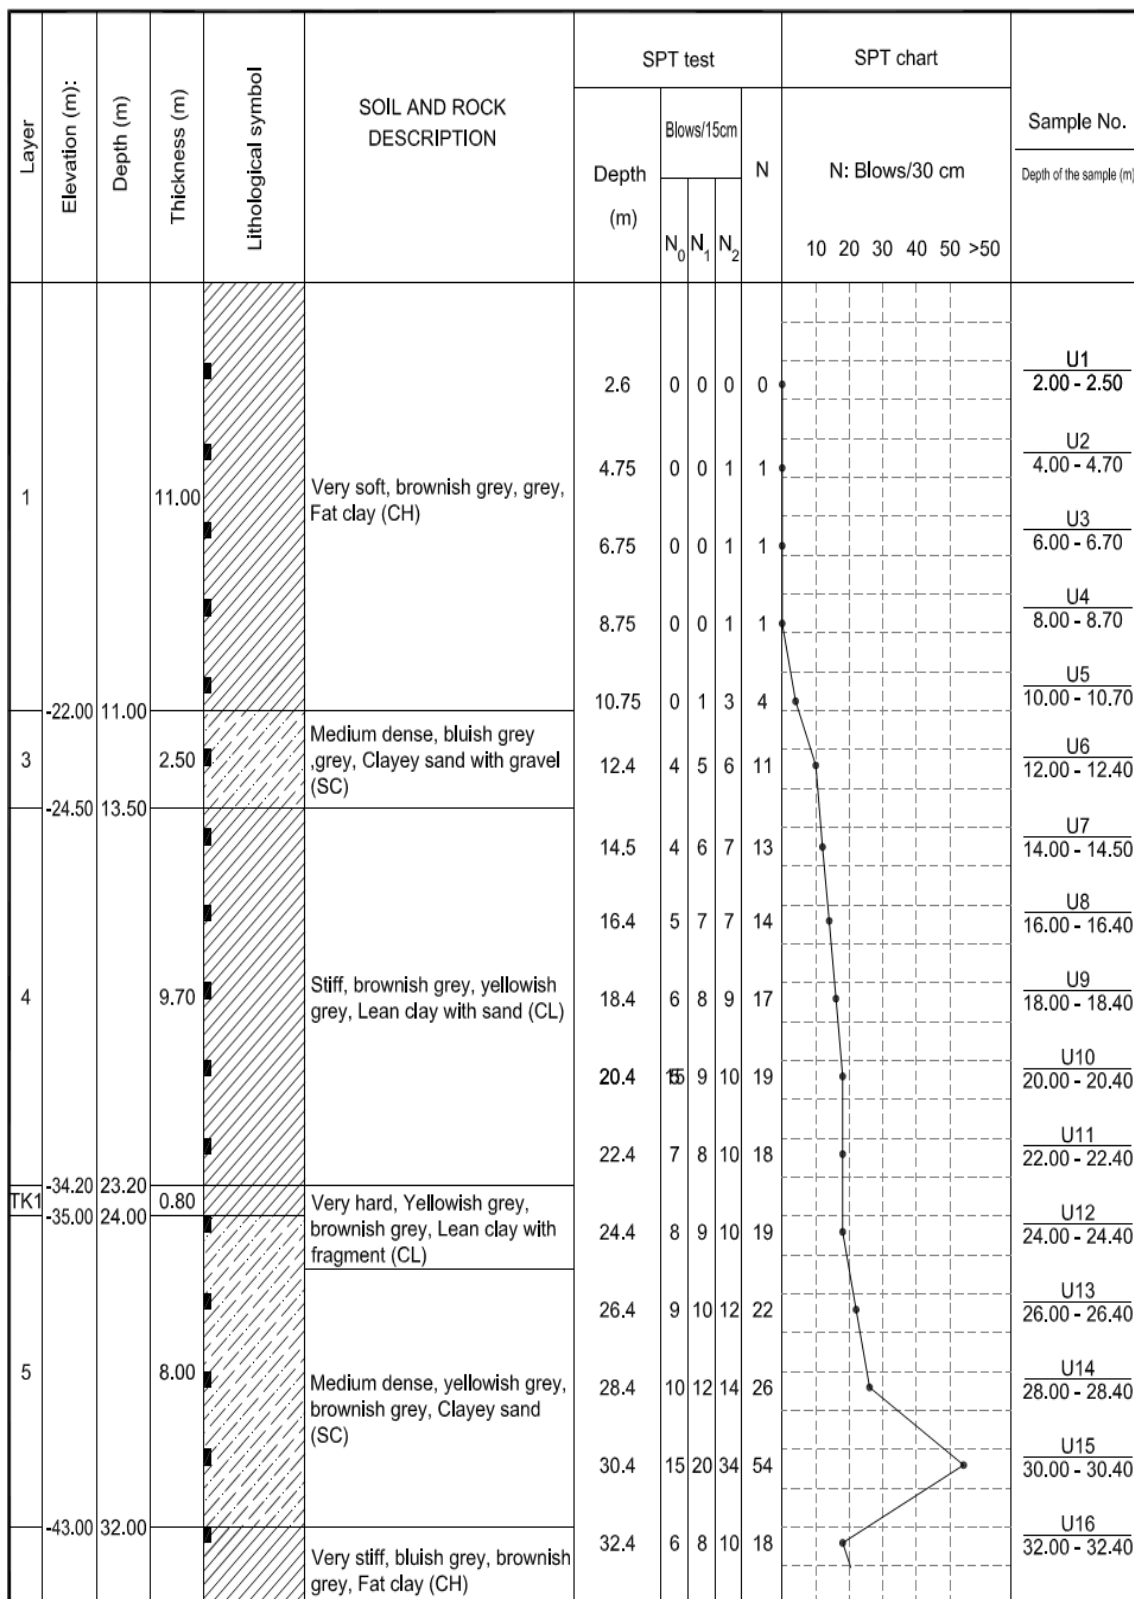 Layer
Elevation (m):
Depth (m)
Thickness (m)
Lithological symbol
SOIL AND ROCK
DESCRIPTION
SPT test
SPT chart
Depth
(m)
Blows/15cm
N0 N1 N2
N
N: Blows/30 cm
10 20 30 40 50 >50
Sample No.
Depth of the sample (m)
1
11.00
Very soft, brownish grey, grey,
Fat clay (CH)
2.6 0 0 0 0
U1
2.00 - 2.50
4.75 0 0 1 1
U2
4.00 - 4.70
6.75 0 0 1 1
U3
6.00 - 6.70
8.75 0 0 1 1
U4
8.00 - 8.70
10.75 0 1 3 4
U5
10.00 - 10.70
-22.00 11.00
3
2.50
Medium dense, bluish grey
,grey, Clayey sand with gravel
(SC)
12.4 4 5 6 11
U6
12.00 - 12.40
-24.50 13.50
14.5 4 6 7 13
U7
14.00 - 14.50
16.4 5 7 7 14
U8
16.00 - 16.40
4
9.70
Stiff, brownish grey, yellowish
grey, Lean clay with sand (CL)
18.4 6 8 9 17
U9
18.00 - 18.40
20.4 9 10 19
U10
20.00 - 20.40
22.4 7 8 10 18
U11
22.00 - 22.40
-34.20 23.20
TK1
0.80
-35.00 24.00
Very hard, Yellowish grey,
brownish grey, Lean clay with
fragment (CL)
24.4 8 9 10 19
U12
24.00 - 24.40
26.4 9 10 12 22
U13
26.00 - 26.40
5
8.00
Medium dense, yellowish grey,
brownish grey, Clayey sand
(SC)
28.4 10 12 14 26
U14
28.00 - 28.40
30.4 15 20 34 54
U15
30.00 - 30.40
-43.00 32.00
32.4 6 8 10 18
U16
32.00 - 32.40
Very stiff, bluish grey, brownish
grey, Fat clay (CH)